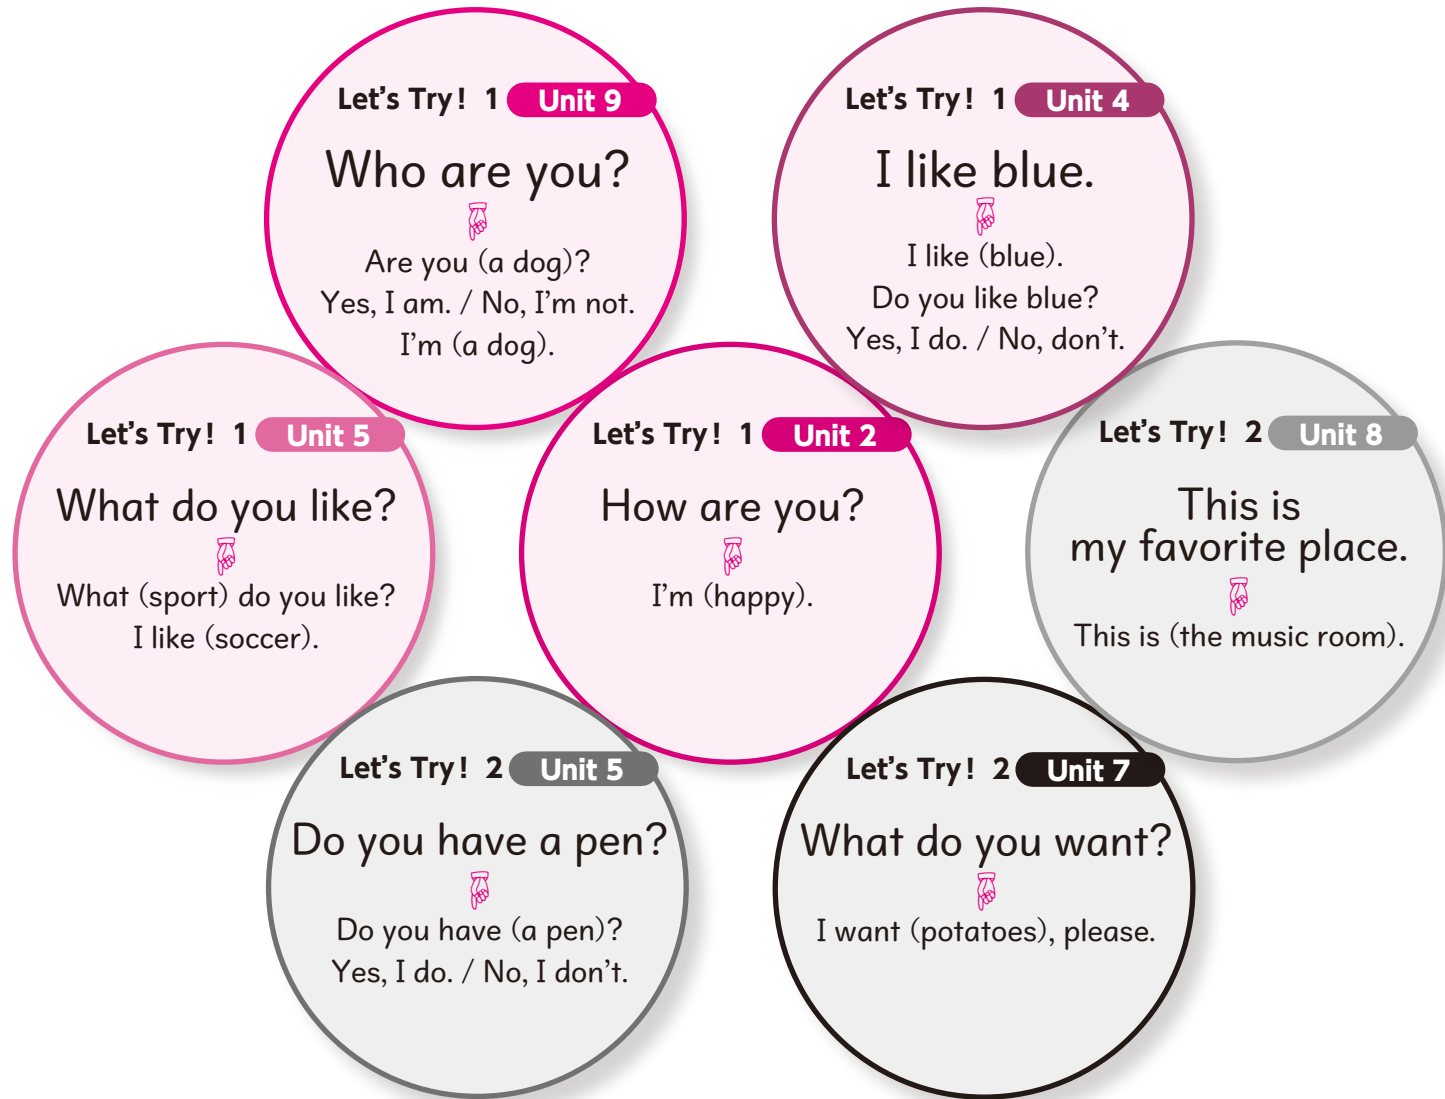 Let's Try! 1 Unit 9
Who are you?
Are you (a dog)?
Yes, I am. / No, I'm not.
I'm (a dog).
Let's Try! 1 Unit 4
I like blue.
I like (blue).
Do you like blue?
Yes, I do. / No, don't.
Let's Try! 1 Unit 5
What do you like?
What (sport) do you like?
I like (soccer).
Let's Try! 1 Unit 2
How are you?
I'm (happy).
Let's Try! 2 Unit 8
This is
my favorite place.
This is (the music room).
Let's Try! 2 Unit 5
Do you have a pen?
Do you have (a pen)?
Yes, I do. / No, I don't.
Let's Try! 2 Unit 7
What do you want?
I want (potatoes), please.